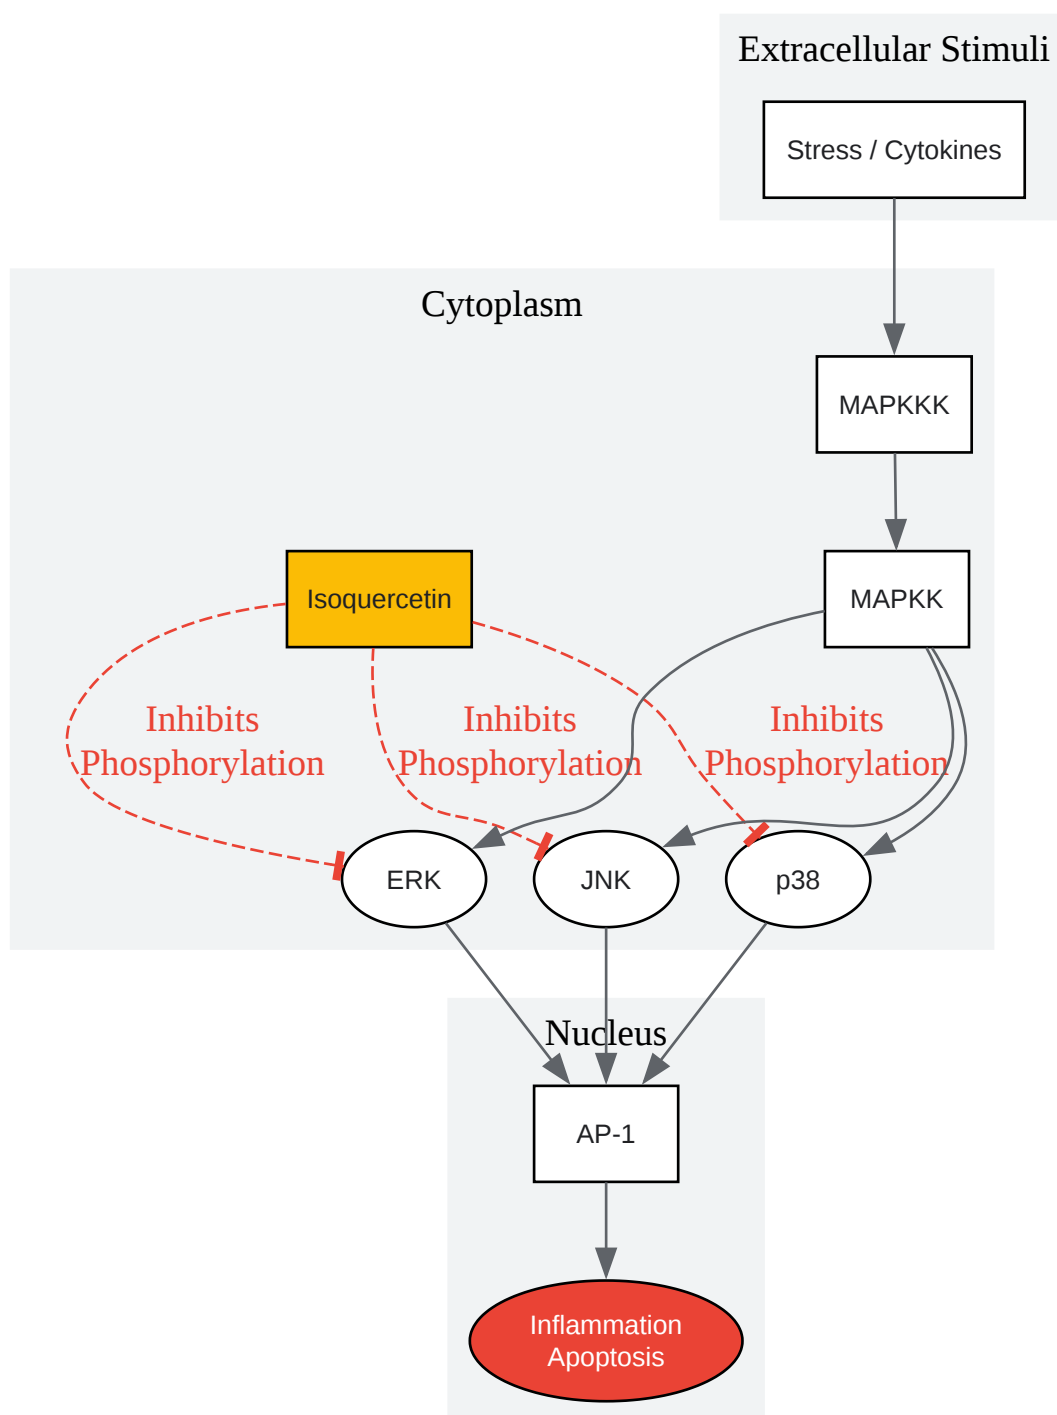 Extracellular Stimuli
Stress / Cytokines
Cytoplasm
MAPKKK
Isoquercetin
MAPKK
Inhibits
Phosphorylation
Inhibits
Phosphorylation
Inhibits
Phosphorylation
ERK
JNK
p38
Nucleus
AP-1
Inflammation
Apoptosis